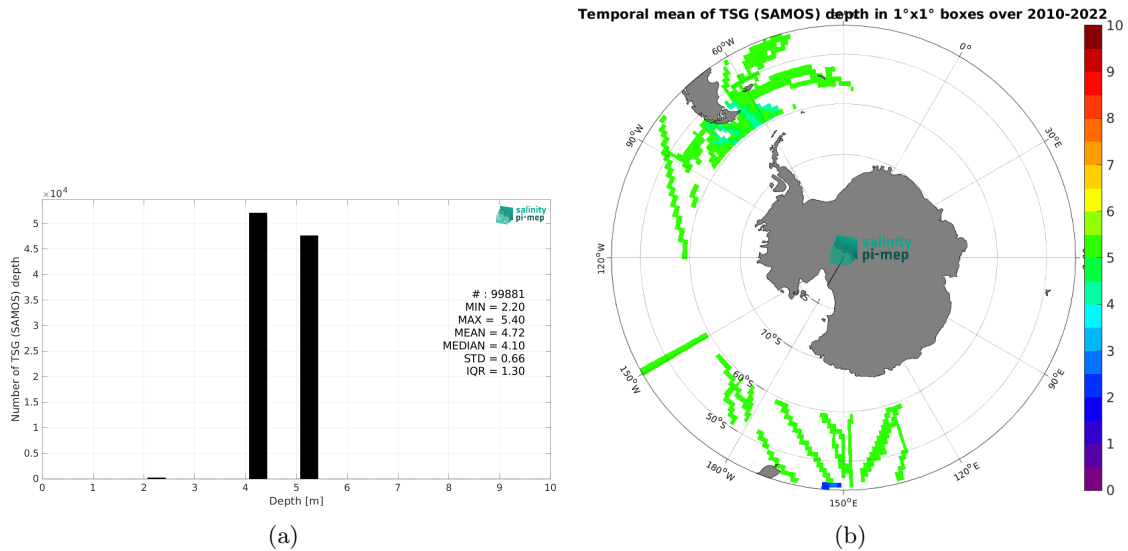 ×10⁴
5
4.5
4
3.5
3
2.5
2
1.5
1
0.5
0
Number of TSG (SAMOS) depth
salinity
pi-mep
# : 99881
MIN = 2.20
MAX = 5.40
MEAN = 4.72
MEDIAN = 4.10
STD = 0.66
IQR = 1.30
0 1 2 3 4 5 6 7 8 9 10
Depth [m]
(a)
Temporal mean of TSG (SAMOS) depth in 1°x1° boxes over 2010-2022
60°W
0°
90°W
30°E
120°W
salinity
pi-mep
70°S
60°S
50°S
150°W
90°E
180°W
120°E
150°E
10
9
8
7
6
5
4
3
2
1
0
(b)